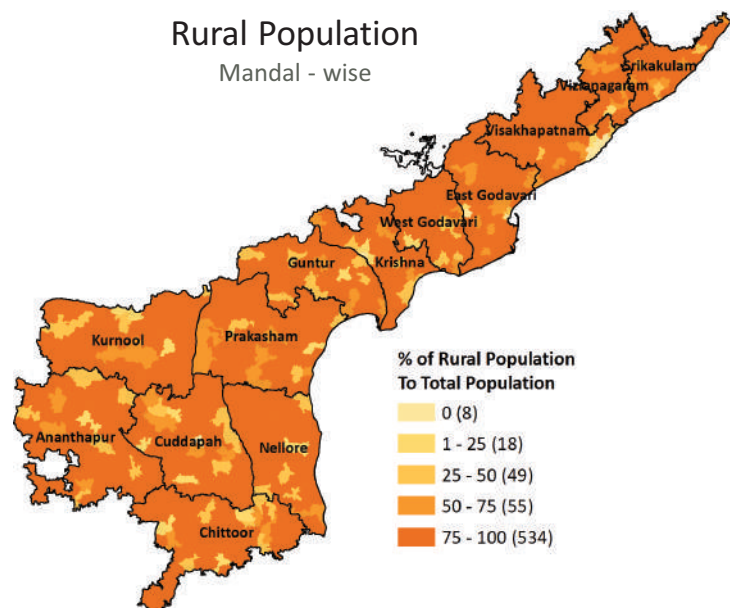 Rural Population
Mandal - wise
Srikakulam
Vizianagaram
Visakhapatnam
East Godavari
West Godavari
Guntur
Krishna
Kurnool
Prakasham
Ananthapur
Cuddapah
Nellore
Chittoor
% of Rural Population
To Total Population
0 (8)
1 - 25 (18)
25 - 50 (49)
50 - 75 (55)
75 - 100 (534)